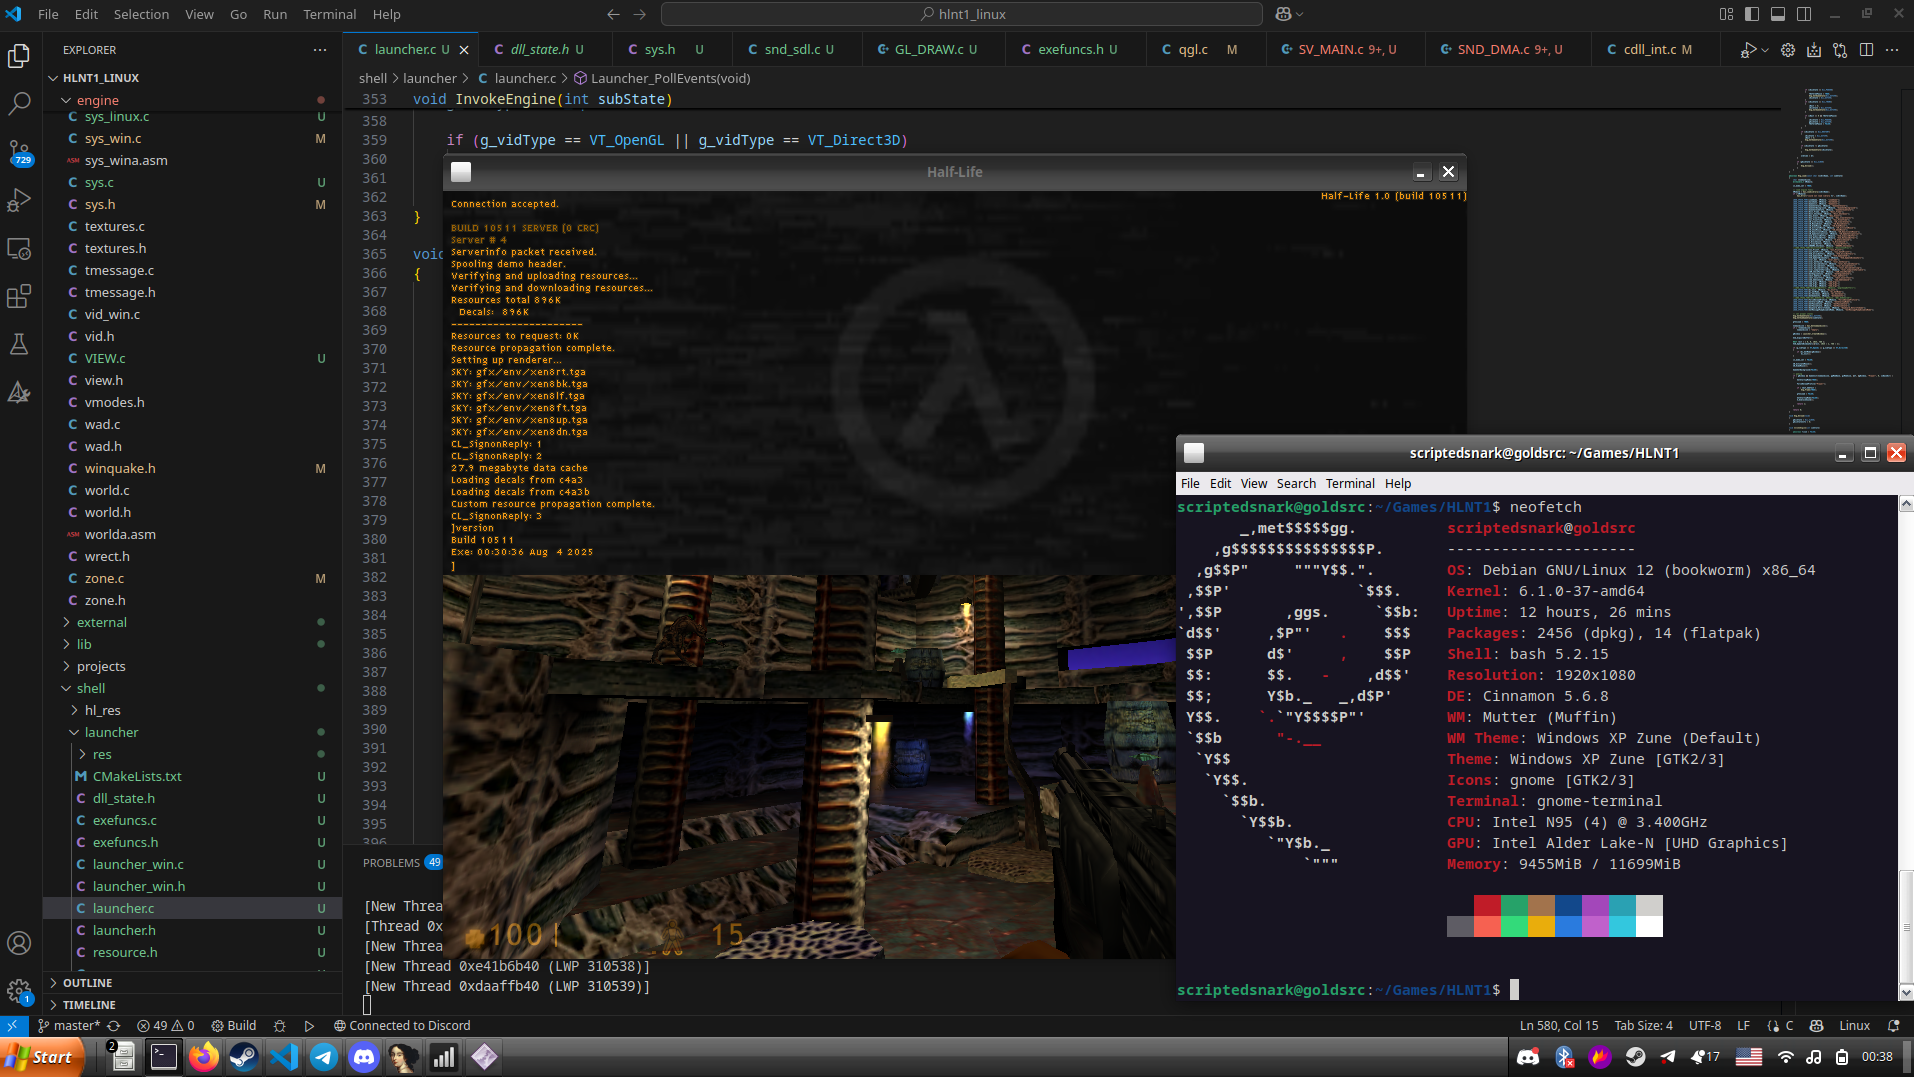 File Edit Selection View Go Run Terminal Help
hlnt1_linux
EXPLORER
launcher.c U
dll_state.h U
sys.h U
snd_sdl.c U
GL_DRAW.c U
exefuncs.h U
qgl.c M
SV_MAIN.c 9+, U
SND_DMA.c 9+, U
cdll_int.c M
HLNT1_LINUX
shell > launcher > launcher.c > Launcher_PollEvents(void)
engine
sys_linux.c U
sys_win.c M
sys_wina.asm
sys.c U
sys.h M
textures.c
textures.h
tmessage.c
tmessage.h
vid_win.c
vid.h
VIEW.c U
view.h
vmodes.h
wad.c
wad.h
winquake.h M
world.c
world.h
worlda.asm
wrect.h
zone.c M
zone.h
external
lib
projects
shell
hl_res
launcher
res
CMakeLists.txt U
dll_state.h U
exefuncs.c U
exefuncs.h U
launcher_win.c U
launcher_win.h U
launcher.c U
launcher.h U
resource.h U
OUTLINE
TIMELINE
729
1
353 void InvokeEngine(int subState)
358
359 if (g_vidType == VT_OpenGL || g_vidType == VT_Direct3D)
360
361
362
363 }
364
365 void
366 {
367
368
369
370
371
372
373
374
375
376
377
378
379
380
381
382
383
384
385
386
387
388
389
390
391
392
393
394
395
396
Half-Life
Half-Life 1.0 (build 10511)
Connection accepted.
BUILD 10511 SERVER (0 CRC)
Server # 4
Serverinfo packet received.
Spooling demo header.
Verifying and uploading resources...
Verifying and downloading resources...
Resources total 896K
Decals: 896K
----------------------
Resources to request: 0K
Resource propagation complete.
Setting up renderer...
SKY: gfx/env/xen8rt.tga
SKY: gfx/env/xen8bk.tga
SKY: gfx/env/xen8lf.tga
SKY: gfx/env/xen8ft.tga
SKY: gfx/env/xen8up.tga
SKY: gfx/env/xen8dn.tga
CL_SignonReply: 1
CL_SignonReply: 2
27.9 megabyte data cache
Loading decals from c4a3
Loading decals from c4a3b
Custom resource propagation complete.
CL_SignonReply: 3
]version
Build 10511
Exe: 00:30:36 Aug 4 2025
]
100 | 15
PROBLEMS 49
[New Threa
[Thread 0x
[New Threa
[New Thread 0xe41b6b40 (LWP 310538)]
[New Thread 0xdaaffb40 (LWP 310539)]
scriptedsnark@goldsrc: ~/Games/HLNT1
File Edit View Search Terminal Help
scriptedsnark@goldsrc:~/Games/HLNT1$ neofetch
_,met$$$$$gg. scriptedsnark@goldsrc
,g$$$$$$$$$$$$$$$P. ---------------------
,g$$P" """Y$$.". OS: Debian GNU/Linux 12 (bookworm) x86_64
,$$P' `$$$. Kernel: 6.1.0-37-amd64
',$$P ,ggs. `$$b: Uptime: 12 hours, 26 mins
`d$$' ,$P"' . $$$ Packages: 2456 (dpkg), 14 (flatpak)
$$P d$' , $$P Shell: bash 5.2.15
$$: $$. - ,d$$' Resolution: 1920x1080
$$; Y$b._ _,d$P' DE: Cinnamon 5.6.8
Y$$. `.`"Y$$$$P"' WM: Mutter (Muffin)
`$$b "-.__ WM Theme: Windows XP Zune (Default)
`Y$$ Theme: Windows XP Zune [GTK2/3]
`Y$$. Icons: gnome [GTK2/3]
`$$b. Terminal: gnome-terminal
`Y$$b. CPU: Intel N95 (4) @ 3.400GHz
`"Y$b._ GPU: Intel Alder Lake-N [UHD Graphics]
`""" Memory: 9455MiB / 11699MiB
scriptedsnark@goldsrc:~/Games/HLNT1$
master* 49 0 Build Connected to Discord
Ln 580, Col 15 Tab Size: 4 UTF-8 LF {} C Linux
Start 2
17 00:38